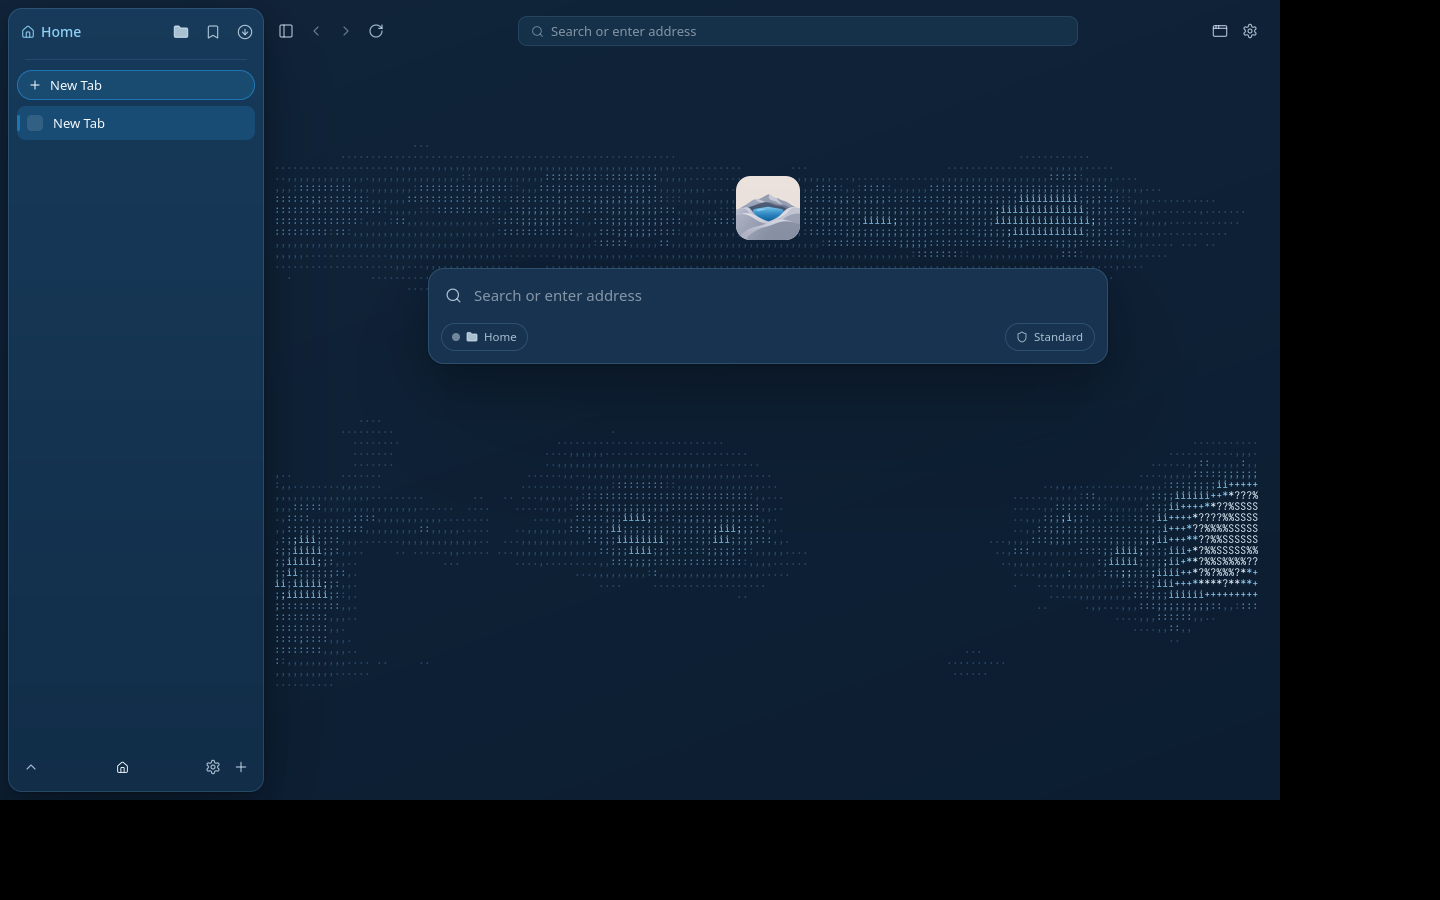 Home
Search or enter address
New Tab
New Tab
Search or enter address
Home
Standard